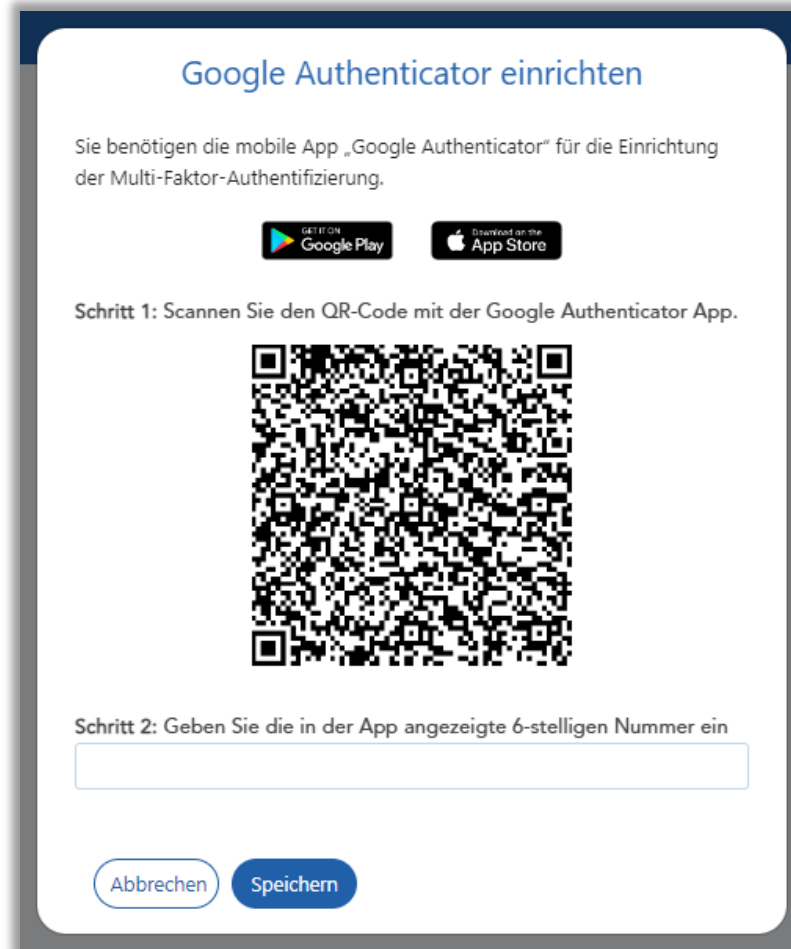 Google Authenticator einrichten
Sie benötigen die mobile App „Google Authenticator“ für die Einrichtung
der Multi-Faktor-Authentifizierung.
GET IT ON
Google Play
Download on the
App Store
Schritt 1: Scannen Sie den QR-Code mit der Google Authenticator App.
Schritt 2: Geben Sie die in der App angezeigte 6-stelligen Nummer ein
Abbrechen
Speichern